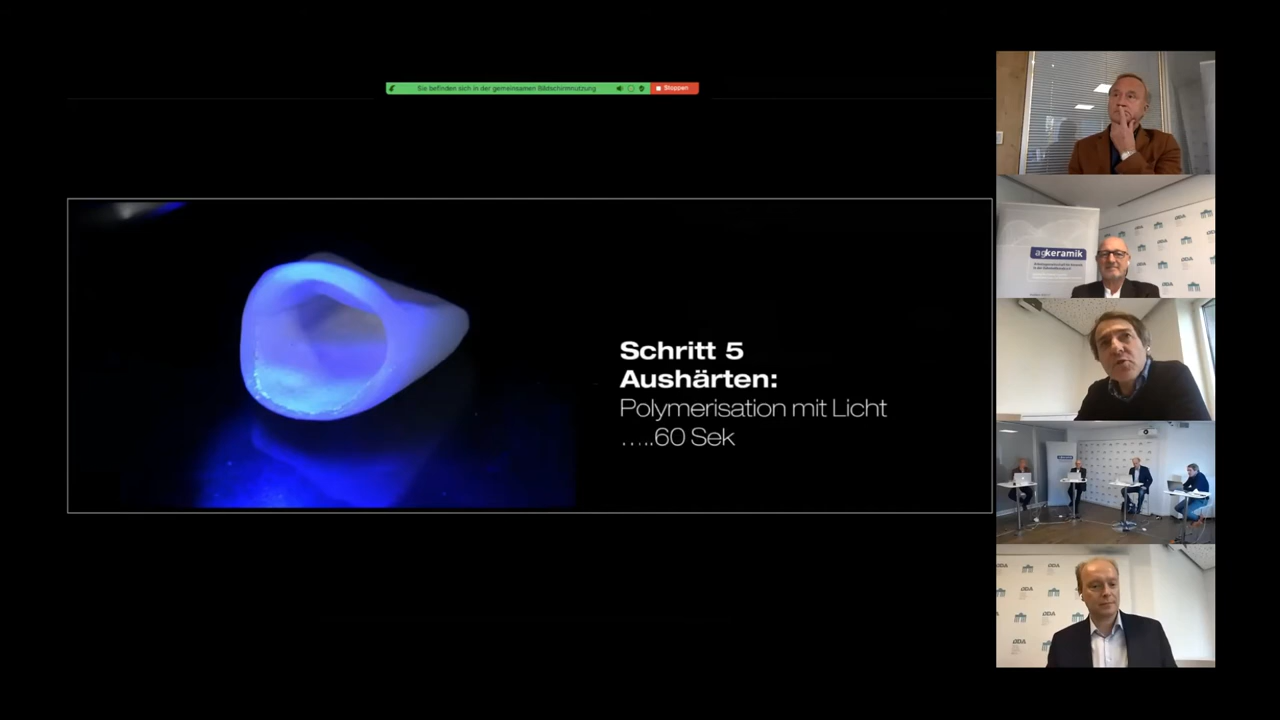 Sie befinden sich in der gemeinsamen Bildschirmnutzung
Stoppen
Schritt 5
Aushärten:
Polymerisation mit Licht
.....60 Sek
agkeramik